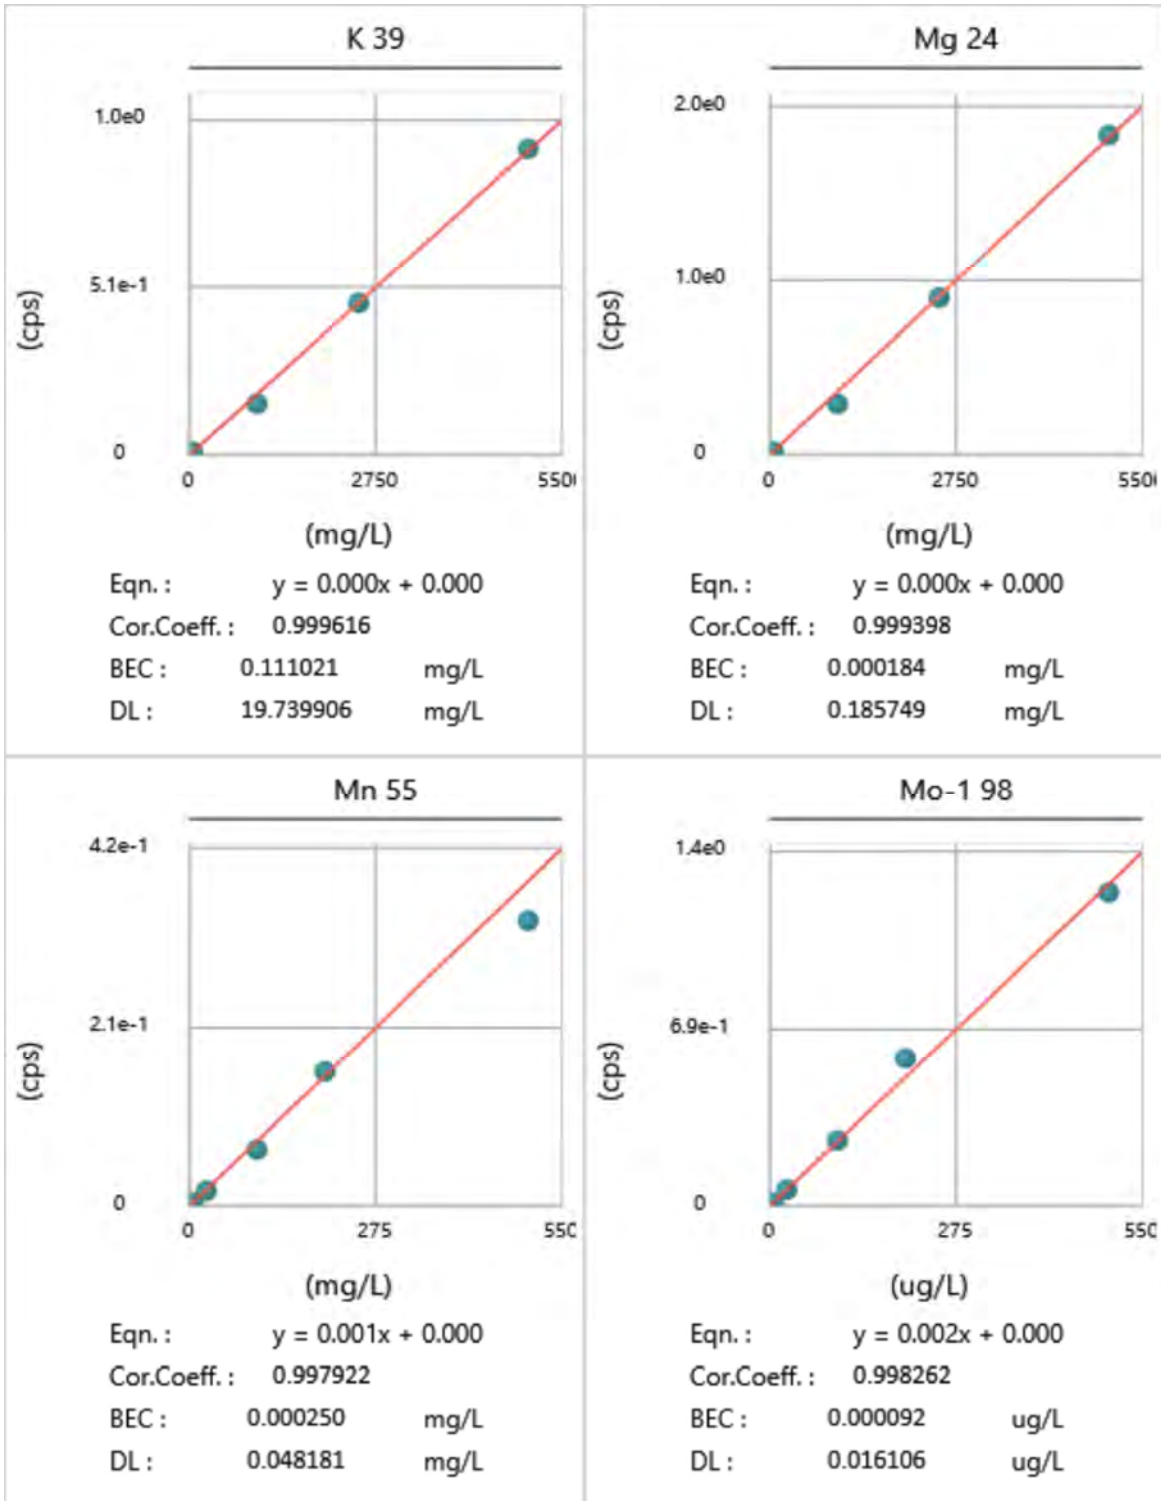 K 39
1.0e0
5.1e-1
0
(cps)
0 2750 550
(mg/L)
Eqn. : y = 0.000x + 0.000
Cor.Coeff. : 0.999616
BEC : 0.111021 mg/L
DL : 19.739906 mg/L
Mg 24
2.0e0
1.0e0
0
(cps)
0 2750 550
(mg/L)
Eqn. : y = 0.000x + 0.000
Cor.Coeff. : 0.999398
BEC : 0.000184 mg/L
DL : 0.185749 mg/L
Mn 55
4.2e-1
2.1e-1
0
(cps)
0 275 550
(mg/L)
Eqn. : y = 0.001x + 0.000
Cor.Coeff. : 0.997922
BEC : 0.000250 mg/L
DL : 0.048181 mg/L
Mo-1 98
1.4e0
6.9e-1
0
(cps)
0 275 550
(ug/L)
Eqn. : y = 0.002x + 0.000
Cor.Coeff. : 0.998262
BEC : 0.000092 ug/L
DL : 0.016106 ug/L